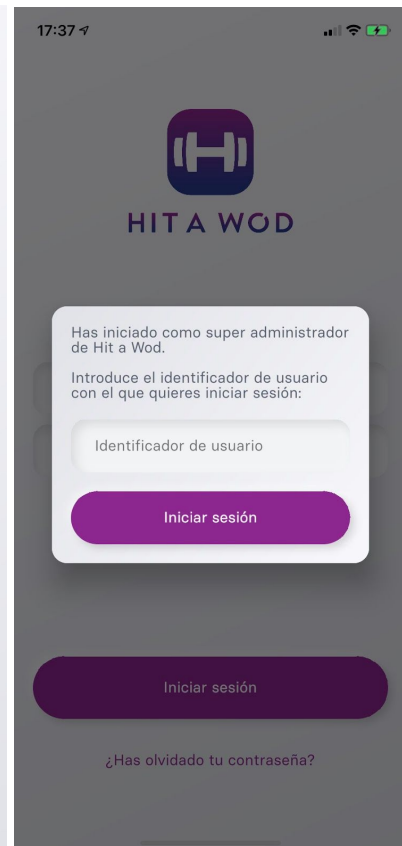 17:37
HIT A WOD
Has iniciado como super administrador
de Hit a Wod.
Introduce el identificador de usuario
con el que quieres iniciar sesión:
Identificador de usuario
Iniciar sesión
Iniciar sesión
¿Has olvidado tu contraseña?